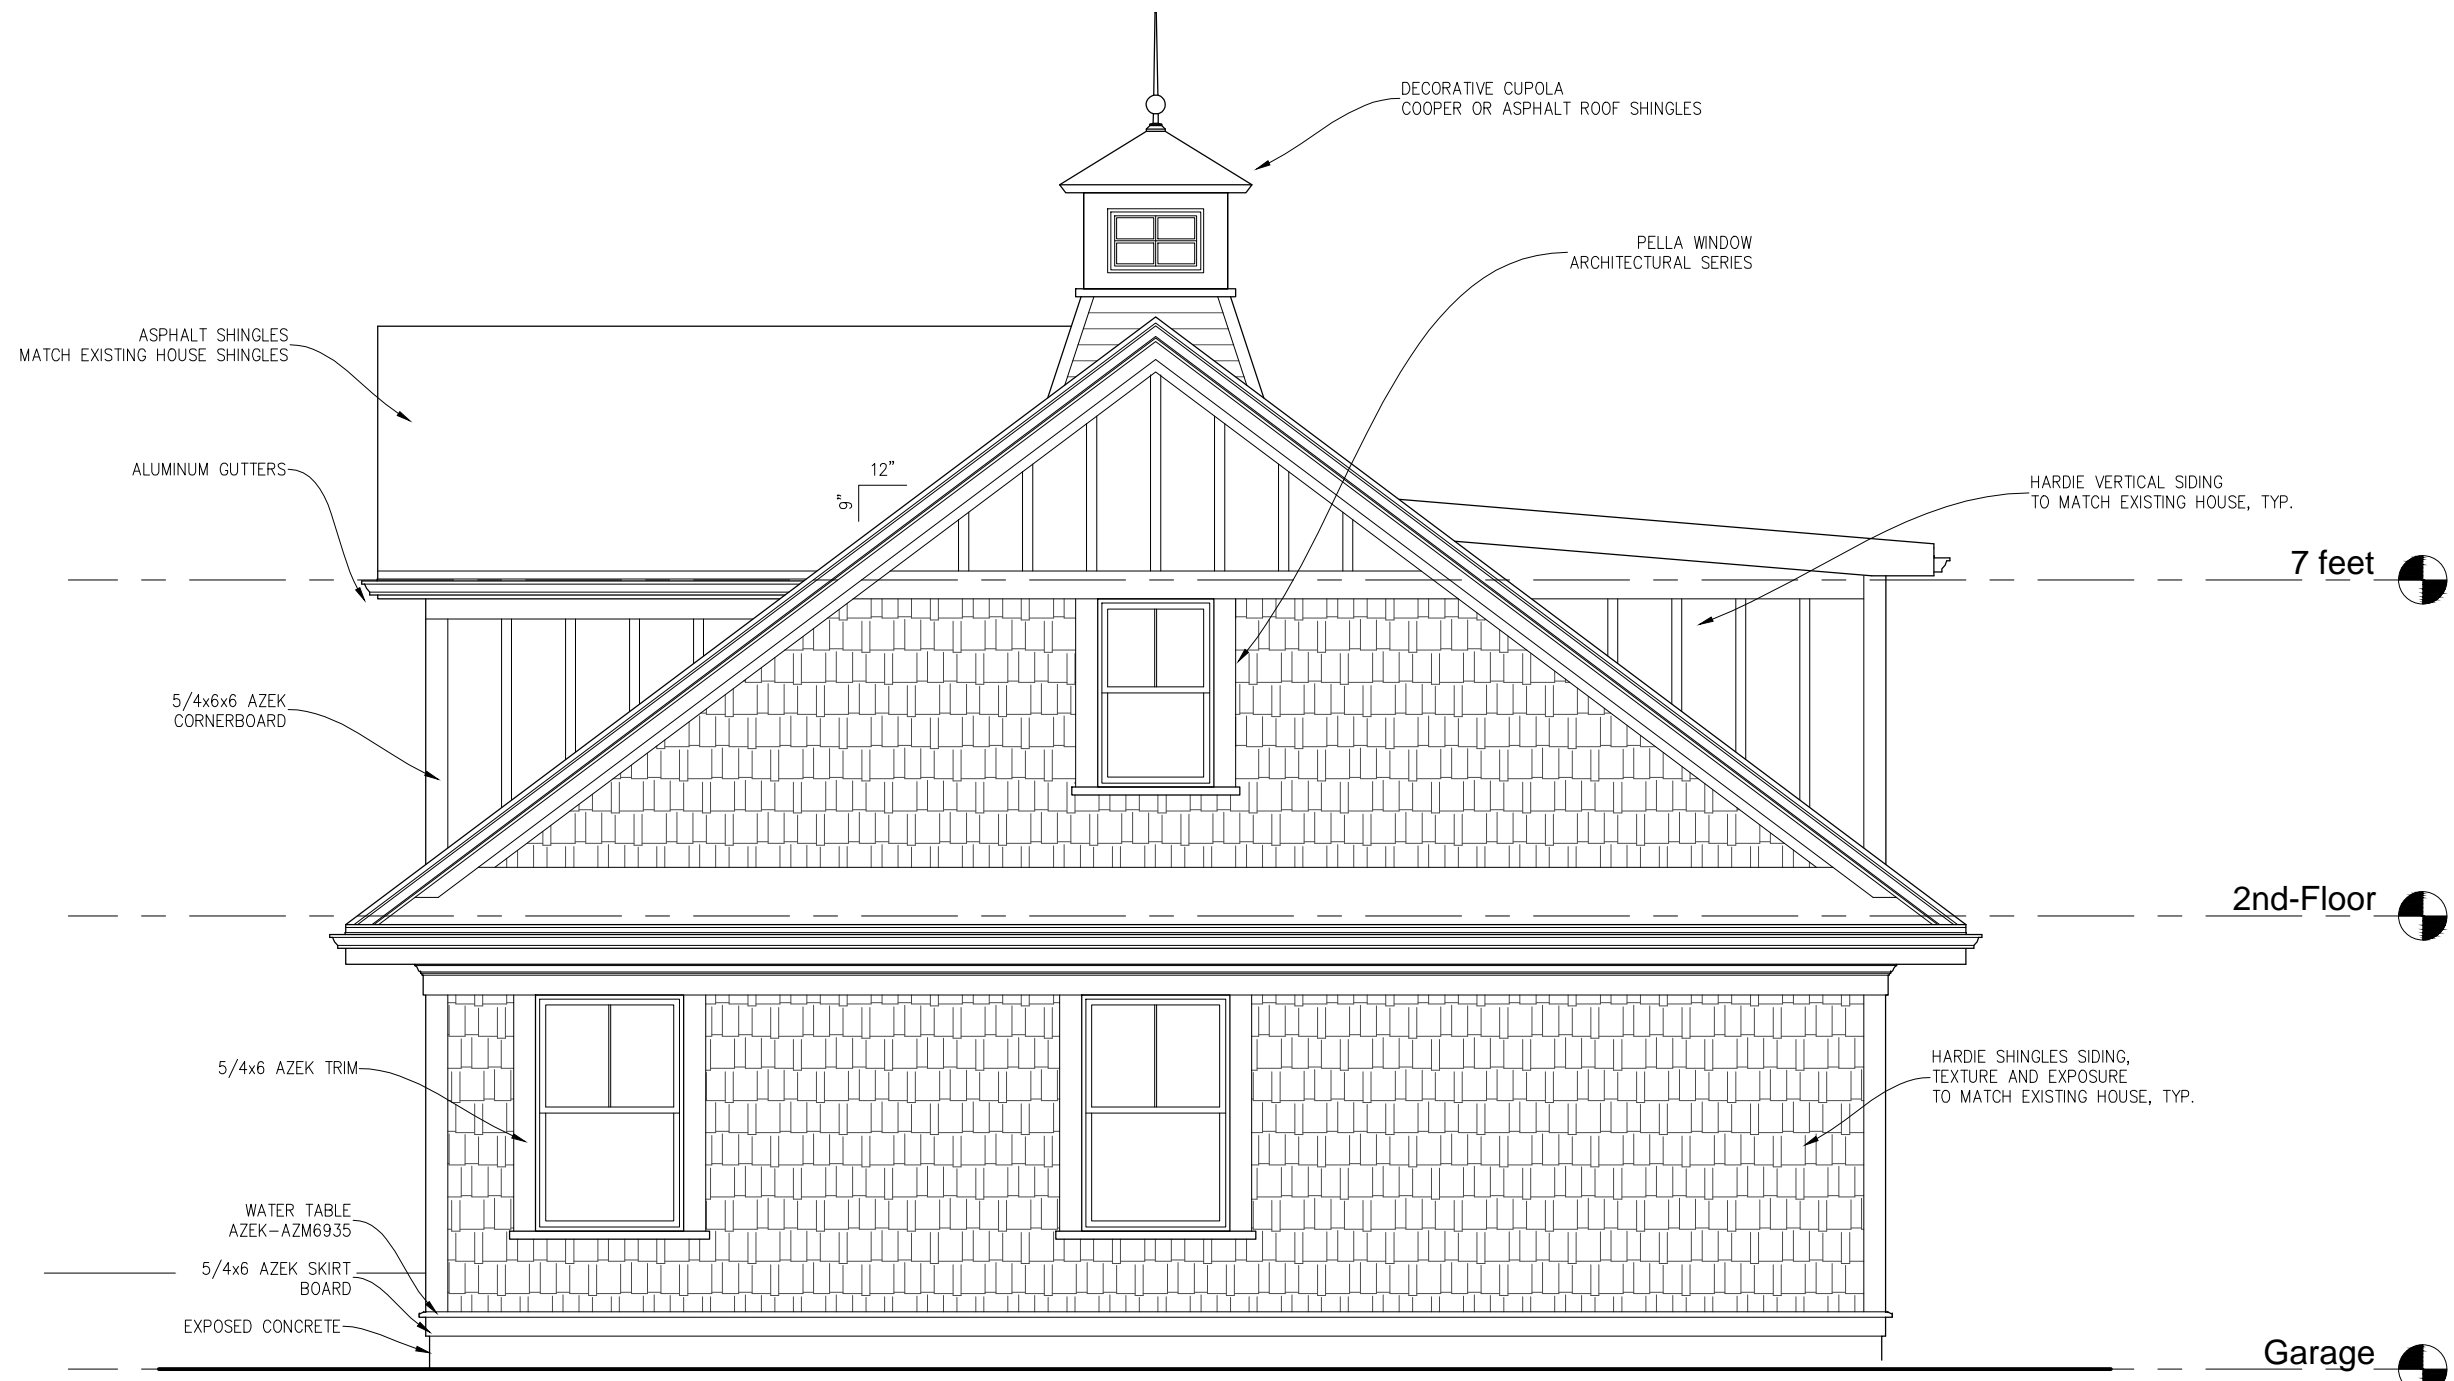 DECORATIVE CUPOLA
COOPER OR ASPHALT ROOF SHINGLES
PELLA WINDOW
ARCHITECTURAL SERIES
ASPHALT SHINGLES
MATCH EXISTING HOUSE SHINGLES
ALUMINUM GUTTERS
12"
9"
HARDIE VERTICAL SIDING
TO MATCH EXISTING HOUSE, TYP.
7 feet
5/4x6x6 AZEK
CORNERBOARD
2nd-Floor
5/4x6 AZEK TRIM
HARDIE SHINGLES SIDING,
TEXTURE AND EXPOSURE
TO MATCH EXISTING HOUSE, TYP.
WATER TABLE
AZEK-AZM6935
5/4x6 AZEK SKIRT
BOARD
EXPOSED CONCRETE
Garage